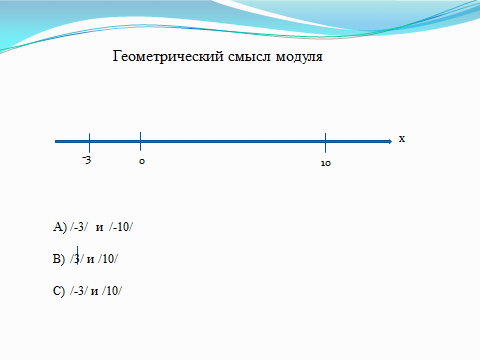 Геометрический смысл модуля
x
-3 0 10
A) /-3/ и /-10/
B) /3/ и /10/
C) /-3/ и /10/